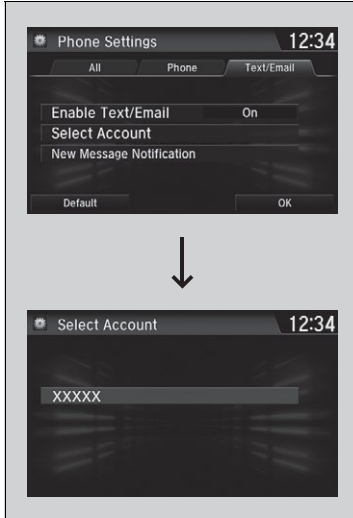 Phone Settings 12:34
All Phone Text/Email
Enable Text/Email On
Select Account
New Message Notification
Default OK
Select Account 12:34
XXXXX